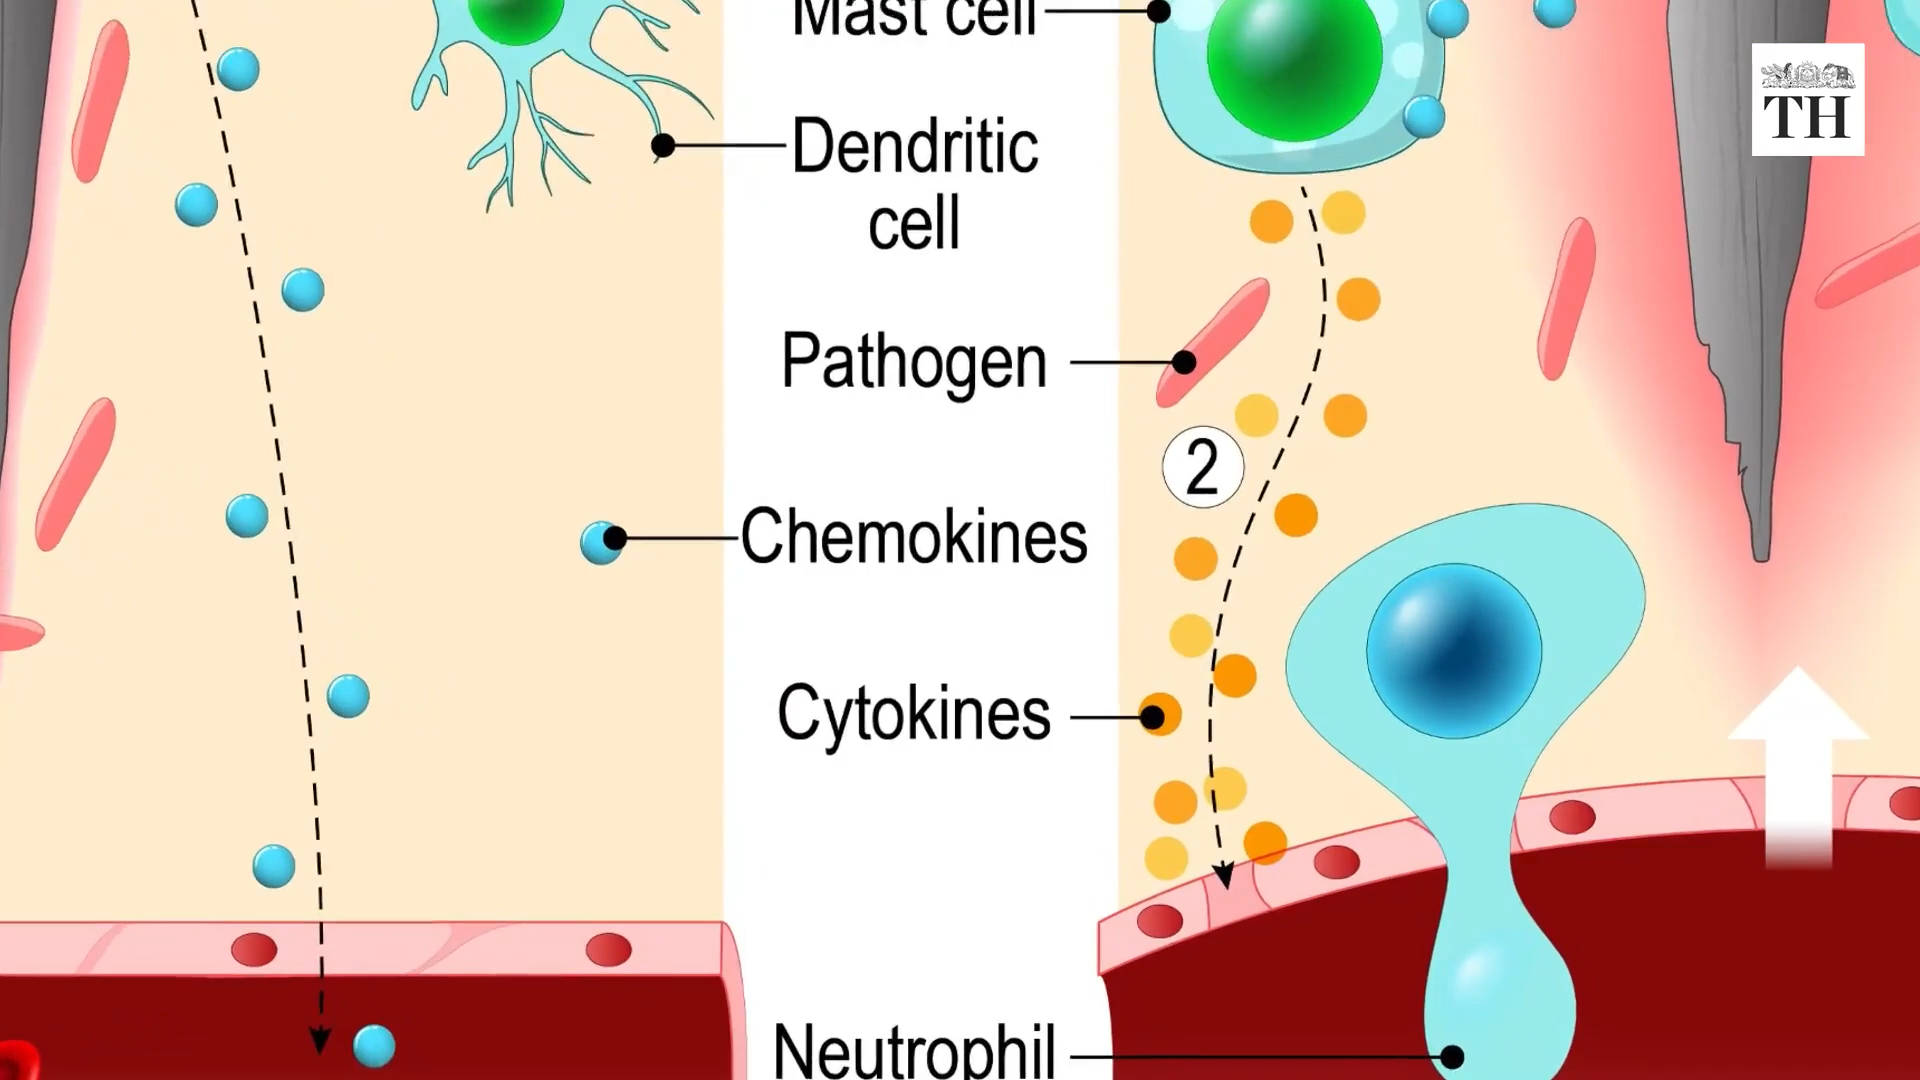 Mast cell
TH
Dendritic
cell
Pathogen
2
Chemokines
Cytokines
Neutrophil